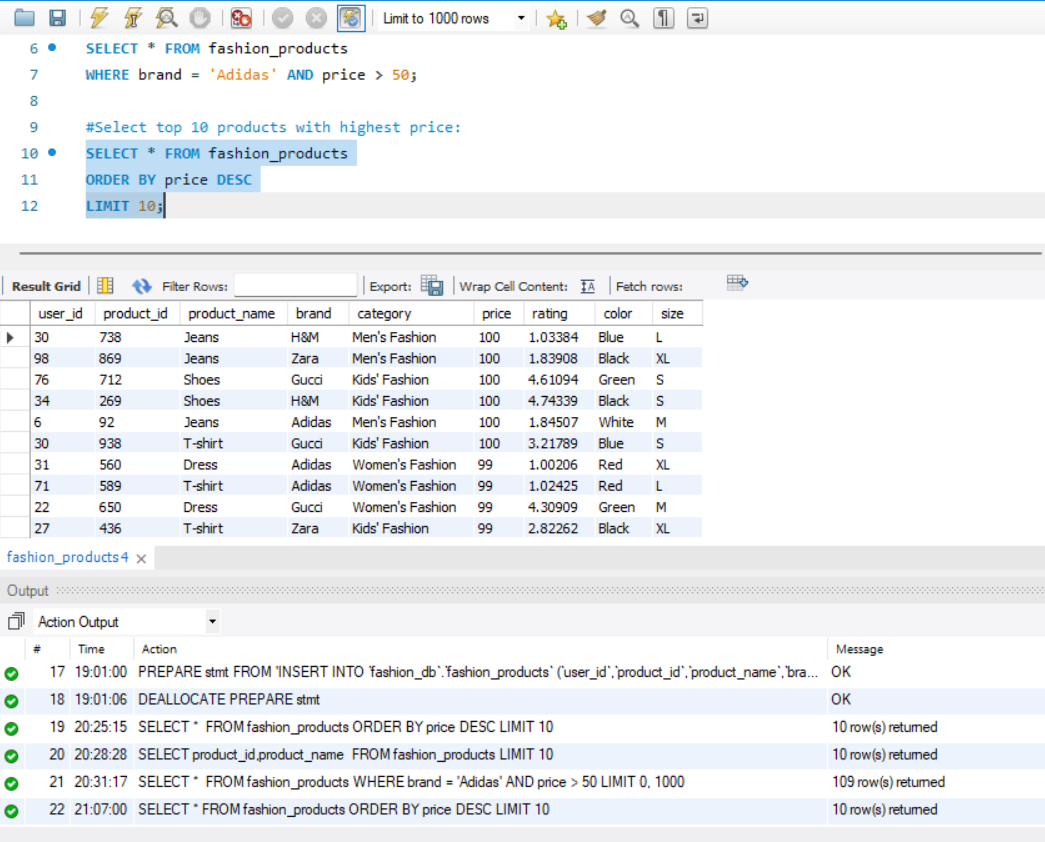 Limit to 1000 rows
6 SELECT * FROM fashion_products
7 WHERE brand = 'Adidas' AND price > 50;
8
9 #Select top 10 products with highest price:
10 SELECT * FROM fashion_products
11 ORDER BY price DESC
12 LIMIT 10;
Result Grid Filter Rows: Export: Wrap Cell Content: IA Fetch rows:
user_id product_id product_name brand category price rating color size
30 738 Jeans H&M Men's Fashion 100 1.03384 Blue L
98 869 Jeans Zara Men's Fashion 100 1.83908 Black XL
76 712 Shoes Gucci Kids' Fashion 100 4.61094 Green S
34 269 Shoes H&M Kids' Fashion 100 4.74339 Black S
6 92 Jeans Adidas Men's Fashion 100 1.84507 White M
30 938 T-shirt Gucci Kids' Fashion 100 3.21789 Blue S
31 560 Dress Adidas Women's Fashion 99 1.00206 Red XL
71 589 T-shirt Adidas Women's Fashion 99 1.02425 Red L
22 650 Dress Gucci Women's Fashion 99 4.30909 Green M
27 436 T-shirt Zara Kids' Fashion 99 2.82262 Black XL
fashion_products4
Output
Action Output
# Time Action Message
17 19:01:00 PREPARE stmt FROM 'INSERT INTO `fashion_db`.`fashion_products` (`user_id`,`product_id`,`product_name`,`bra... OK
18 19:01:06 DEALLOCATE PREPARE stmt OK
19 20:25:15 SELECT * FROM fashion_products ORDER BY price DESC LIMIT 10 10 row(s) returned
20 20:28:28 SELECT product_id,product_name FROM fashion_products LIMIT 10 10 row(s) returned
21 20:31:17 SELECT * FROM fashion_products WHERE brand = 'Adidas' AND price > 50 LIMIT 0, 1000 109 row(s) returned
22 21:07:00 SELECT * FROM fashion_products ORDER BY price DESC LIMIT 10 10 row(s) returned